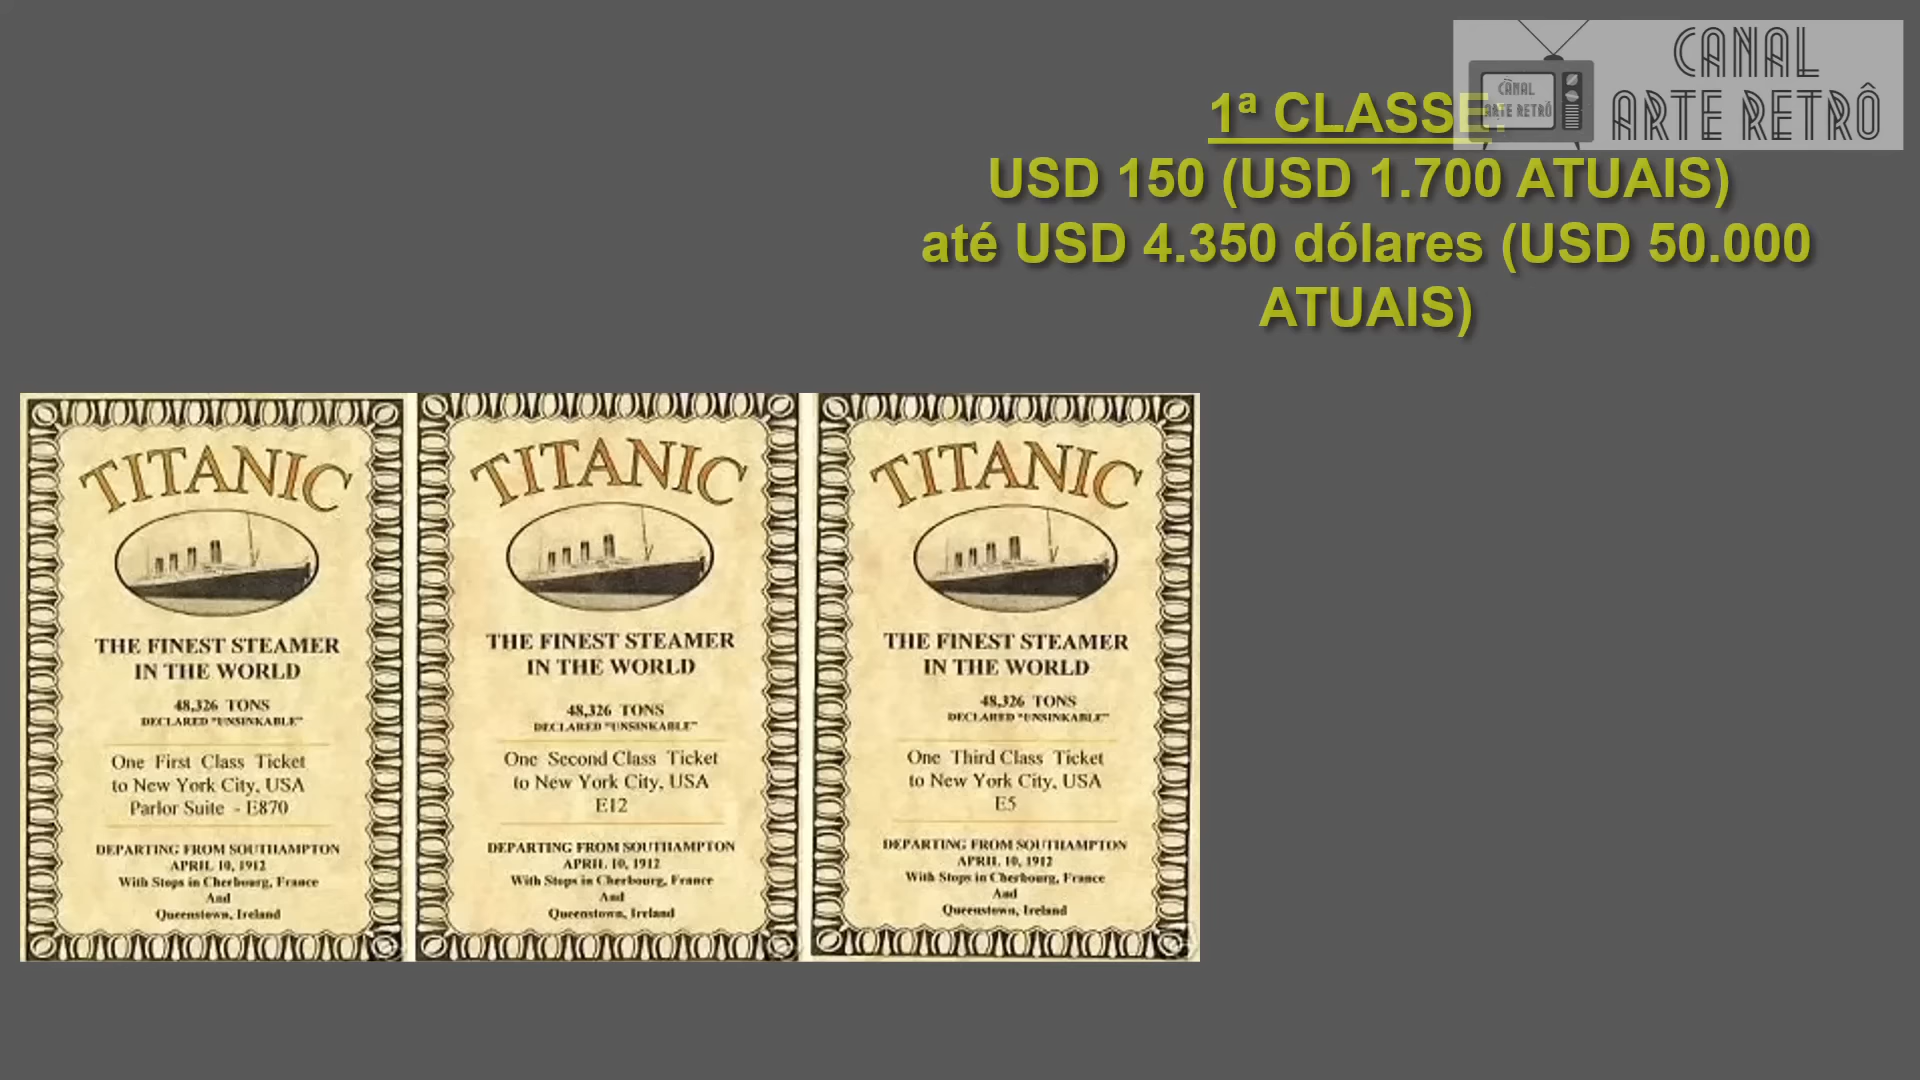 CANAL
ARTE RETRÔ
CANAL
ARTE RETRÔ
1ª CLASSE:
USD 150 (USD 1.700 ATUAIS)
até USD 4.350 dólares (USD 50.000
ATUAIS)
TITANIC
THE FINEST STEAMER
IN THE WORLD
48,326 TONS
DECLARED "UNSINKABLE"
One First Class Ticket
to New York City, USA
Parlor Suite - E870
DEPARTING FROM SOUTHAMPTON
APRIL 10, 1912
With Stops in Cherbourg, France
And
Queenstown, Ireland
TITANIC
THE FINEST STEAMER
IN THE WORLD
48,326 TONS
DECLARED "UNSINKABLE"
One Second Class Ticket
to New York City, USA
E12
DEPARTING FROM SOUTHAMPTON
APRIL 10, 1912
With Stops in Cherbourg, France
And
Queenstown, Ireland
TITANIC
THE FINEST STEAMER
IN THE WORLD
48,326 TONS
DECLARED "UNSINKABLE"
One Third Class Ticket
to New York City, USA
E5
DEPARTING FROM SOUTHAMPTON
APRIL 10, 1912
With Stops in Cherbourg, France
And
Queenstown, Ireland